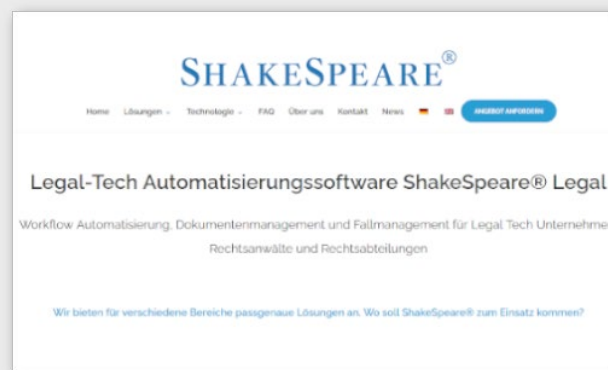 SHAKESPEARE®
Home Lösungen Technologie FAQ Über uns Kontakt News ANGEBOT ANFORDERN
Legal-Tech Automatisierungssoftware ShakeSpeare® Legal
Workflow Automatisierung, Dokumentenmanagement und Fallmanagement für Legal Tech Unternehme
Rechtsanwälte und Rechtsabteilungen
Wir bieten für verschiedene Bereiche passgenaue Lösungen an. Wo soll ShakeSpeare® zum Einsatz kommen?